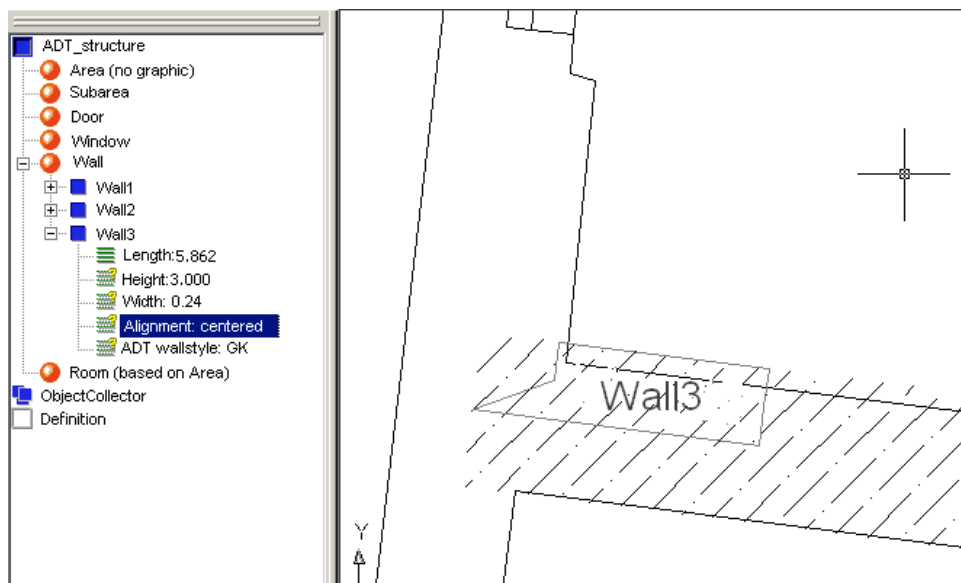 ADT_structure
Area (no graphic)
Subarea
Door
Window
Wall
Wall1
Wall2
Wall3
Length:5.862
Height:3.000
Width: 0.24
Alignment: centered
ADT wallstyle: GK
Room (based on Area)
ObjectCollector
Definition
Wall3
Y